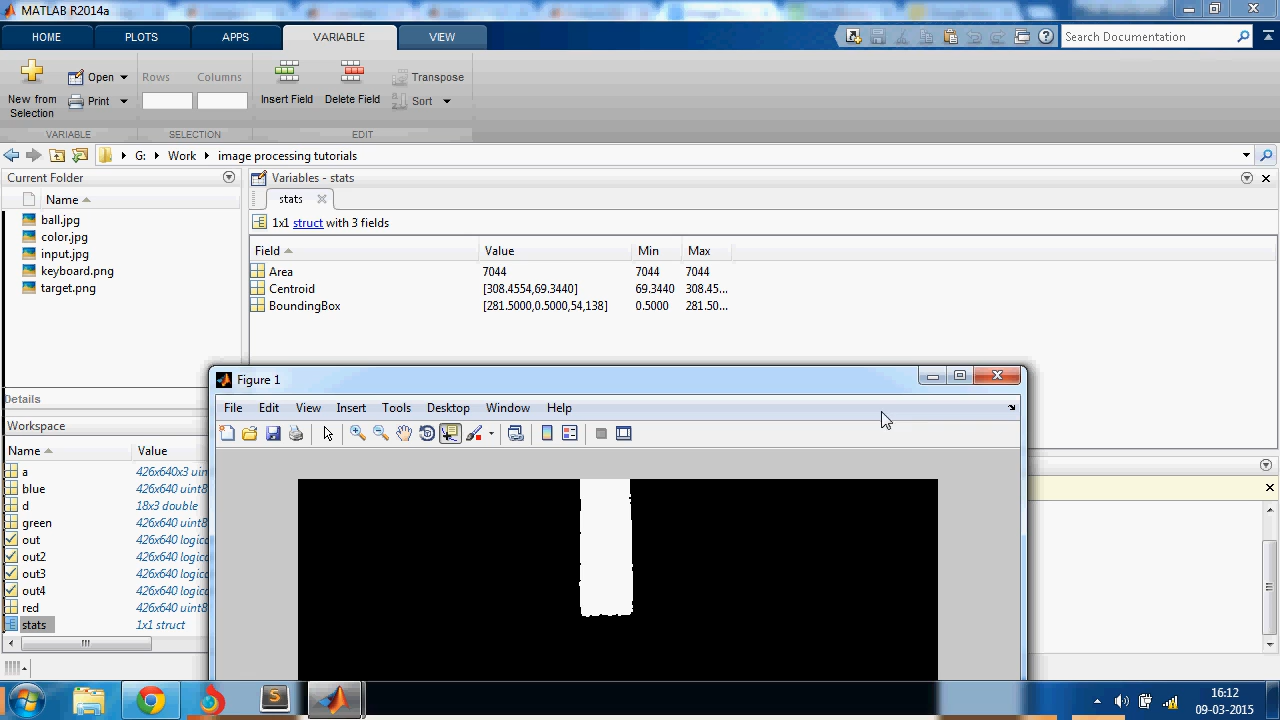 MATLAB R2014a
HOME PLOTS APPS VARIABLE VIEW Search Documentation
Open Rows Columns Transpose
New from Selection Print Insert Field Delete Field Sort
VARIABLE SELECTION EDIT
G: Work image processing tutorials
Current Folder Variables - stats
Name stats
ball.jpg 1x1 struct with 3 fields
color.jpg
input.jpg Field Value Min Max
keyboard.png Area 7044 7044 7044
target.png Centroid [308.4554,69.3440] 69.3440 308.45...
BoundingBox [281.5000,0.5000,54,138] 0.5000 281.50...
Figure 1
Details
File Edit View Insert Tools Desktop Window Help
Workspace
Name Value
a 426x640x3 uin
blue 426x640 uint8
d 18x3 double
green 426x640 uint8
out 426x640 logica
out2 426x640 logica
out3 426x640 logica
out4 426x640 logica
red 426x640 uint8
stats 1x1 struct
16:12
09-03-2015